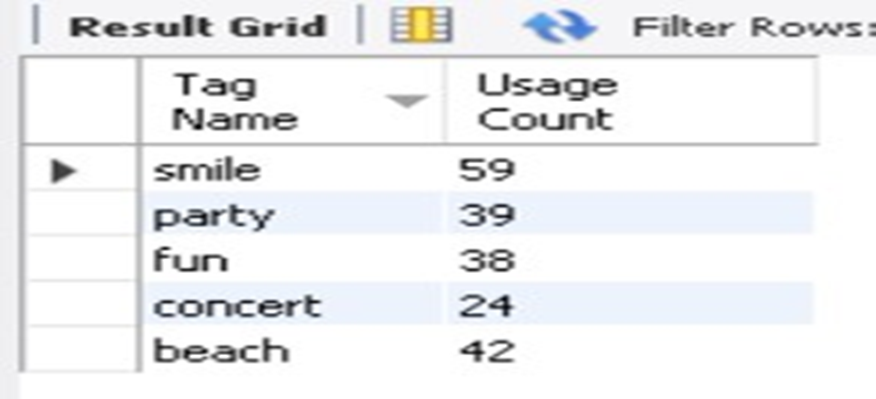 Result Grid Filter Rows:
Tag Name Usage Count
smile 59
party 39
fun 38
concert 24
beach 42